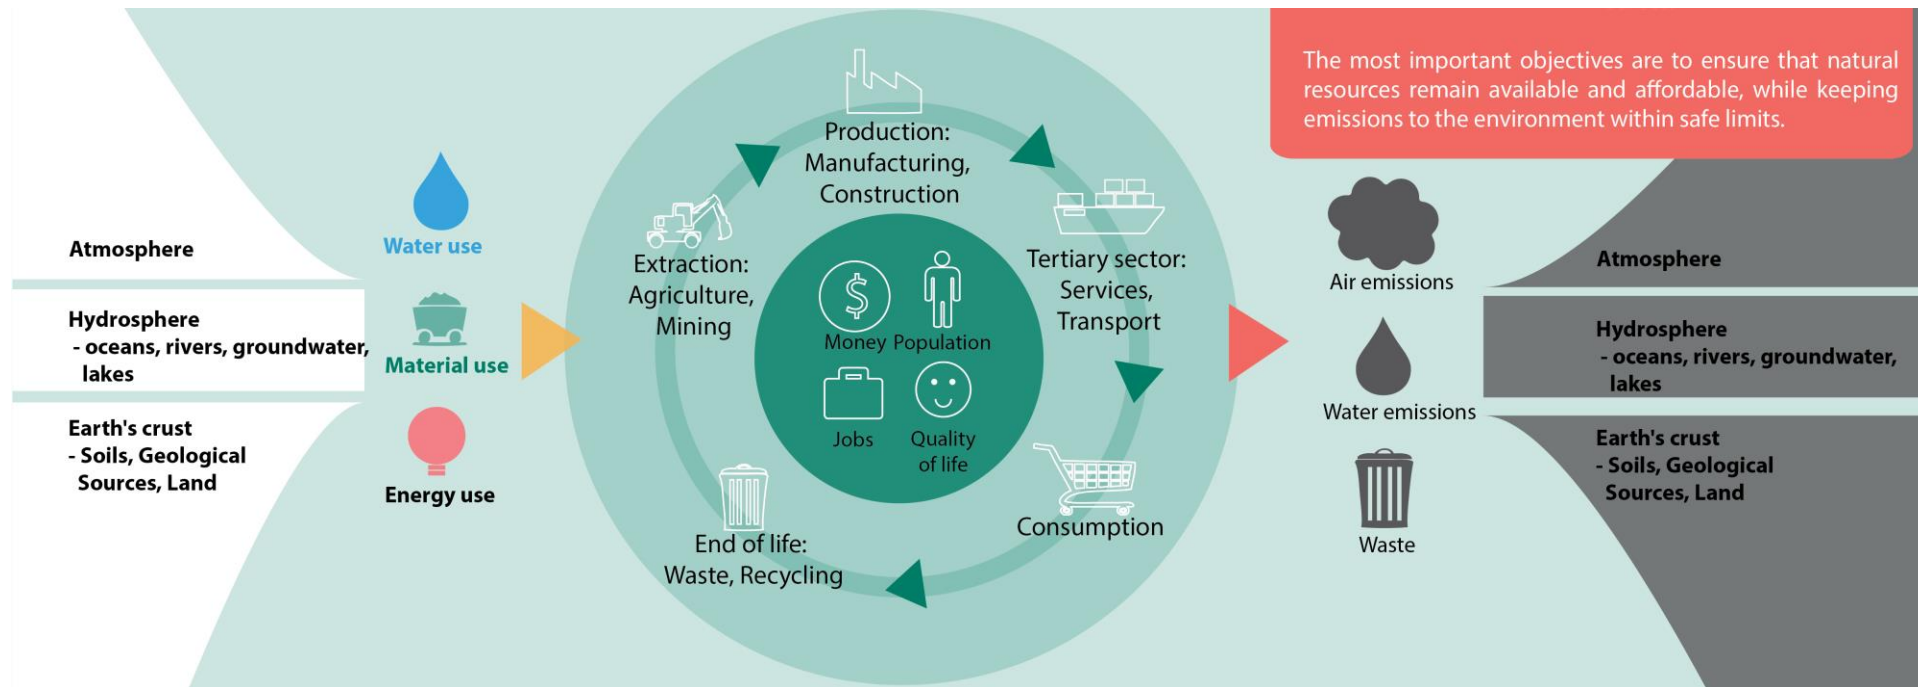 The most important objectives are to ensure that natural
resources remain available and affordable, while keeping
emissions to the environment within safe limits.
Atmosphere
Hydrosphere
- oceans, rivers, groundwater,
lakes
Earth's crust
- Soils, Geological
Sources, Land
Water use
Material use
Energy use
Production:
Manufacturing,
Construction
Extraction:
Agriculture,
Mining
Tertiary sector:
Services,
Transport
Consumption
End of life:
Waste, Recycling
$
Money
Population
Jobs
Quality
of life
Air emissions
Water emissions
Waste
Atmosphere
Hydrosphere
- oceans, rivers, groundwater,
lakes
Earth's crust
- Soils, Geological
Sources, Land